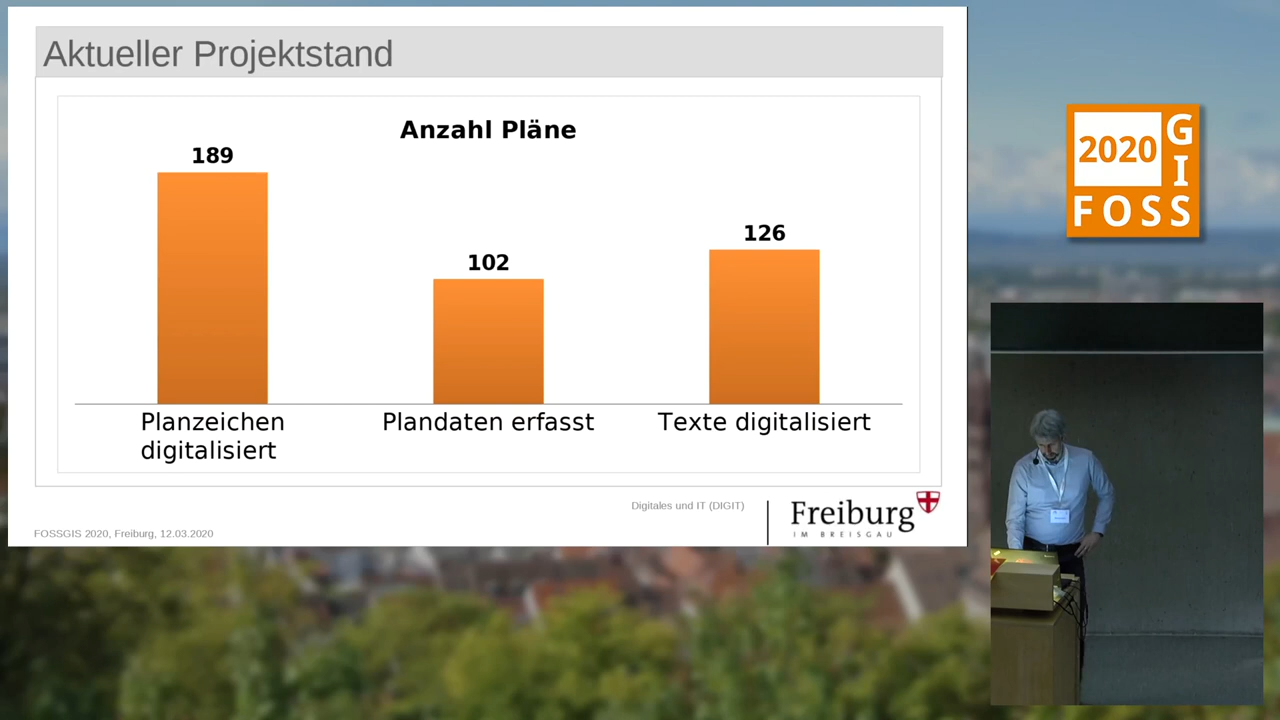 Aktueller Projektstand
Anzahl Pläne
189
102
126
Planzeichen
digitalisiert
Plandaten erfasst
Texte digitalisiert
Digitales und IT (DIGIT)
Freiburg
IM BREISGAU
FOSSGIS 2020, Freiburg, 12.03.2020
2020
G
I
FOSS